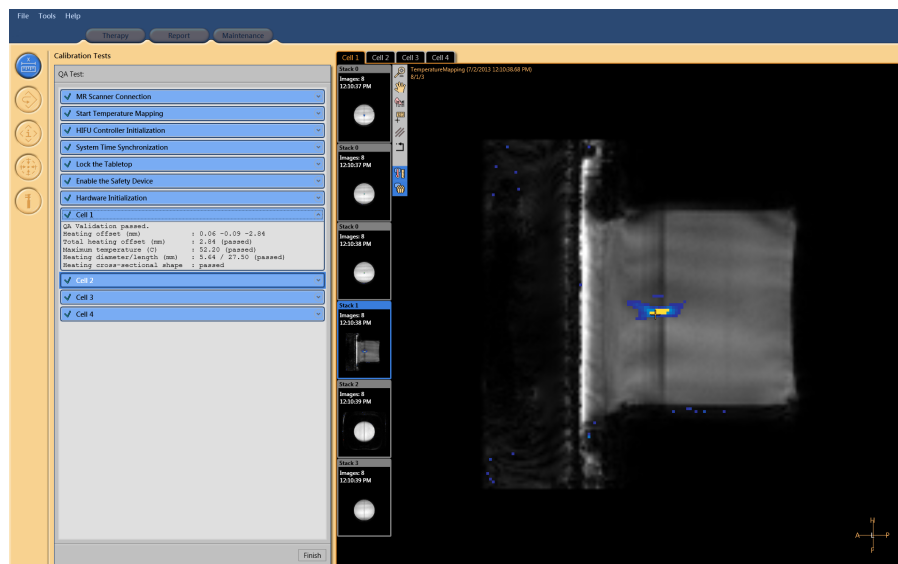 File Tools Help
Therapy Report Maintenance
Calibration Tests
QA Test:
MR Scanner Connection
Start Temperature Mapping
HIFU Controller Initialization
System Time Synchronization
Lock the Tabletop
Enable the Safety Device
Hardware Initialization
Cell 1
QA Validation passed.
Heating offset (mm) : 0.06 -0.09 -2.84
Total heating offset (mm) : 2.84 (passed)
Maximum temperature (C) : 52.20 (passed)
Heating diameter/length (mm) : 5.64 / 27.50 (passed)
Heating cross-sectional shape : passed
Cell 2
Cell 3
Cell 4
Finish
Cell 1 Cell 2 Cell 3 Cell 4
Stack 0
Images: 8
12:10:37 PM
Stack 0
Images: 8
12:10:37 PM
Stack 0
Images: 8
12:10:38 PM
Stack 1
Images: 8
12:10:38 PM
Stack 2
Images: 8
12:10:39 PM
Stack 3
Images: 8
12:10:39 PM
TemperatureMapping (7/2/2013 12:10:38.68 PM)
8/1/3
H
A L P
F